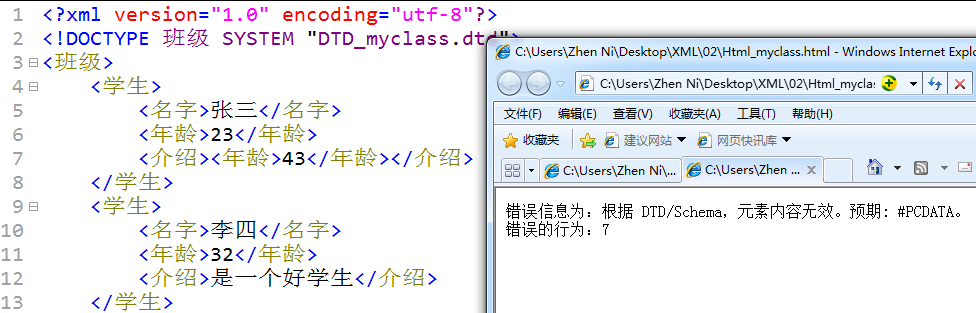 1 <?xml version="1.0" encoding="utf-8"?>
2 <!DOCTYPE 班级 SYSTEM "DTD_myclass.dtd">
3 <班级>
4 <学生>
5 <名字>张三</名字>
6 <年龄>23</年龄>
7 <介绍><年龄>43</年龄></介绍>
8 </学生>
9 <学生>
10 <名字>李四</名字>
11 <年龄>32</年龄>
12 <介绍>是一个好学生</介绍>
13 </学生>
C:\Users\Zhen Ni\Desktop\XML\02\Html_myclass.html - Windows Internet Explo
C:\Users\Zhen Ni\Desktop\XML\02\Html_mycla
文件(F) 编辑(E) 查看(V) 收藏夹(A) 工具(T) 帮助(H)
收藏夹 建议网站 网页快讯库
C:\Users\Zhen Ni\... C:\Users\Zhen Ni\...
错误信息为：根据 DTD/Schema，元素内容无效。预期: #PCDATA。
错误的行为：7